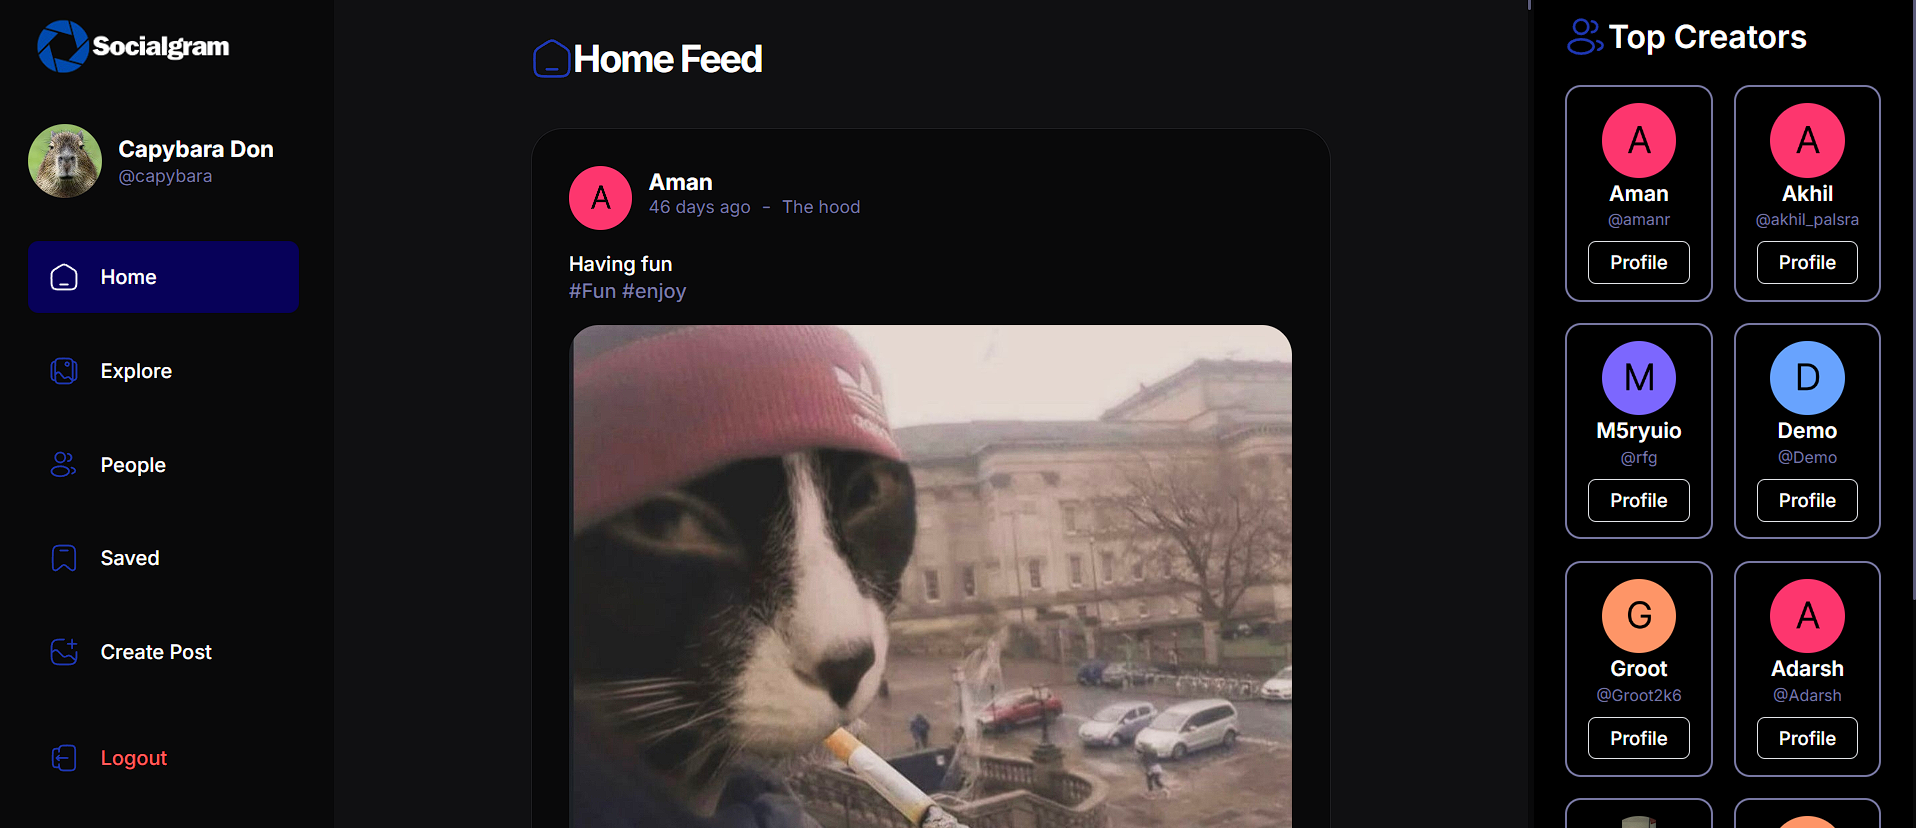 Socialgram
Capybara Don
@capybara
Home
Explore
People
Saved
Create Post
Logout
Home Feed
A
Aman
46 days ago - The hood
Having fun
#Fun #enjoy
Top Creators
A
Aman
@amanr
Profile
A
Akhil
@akhil_palsra
Profile
M
M5ryuio
@rfg
Profile
D
Demo
@Demo
Profile
G
Groot
@Groot2k6
Profile
A
Adarsh
@Adarsh
Profile